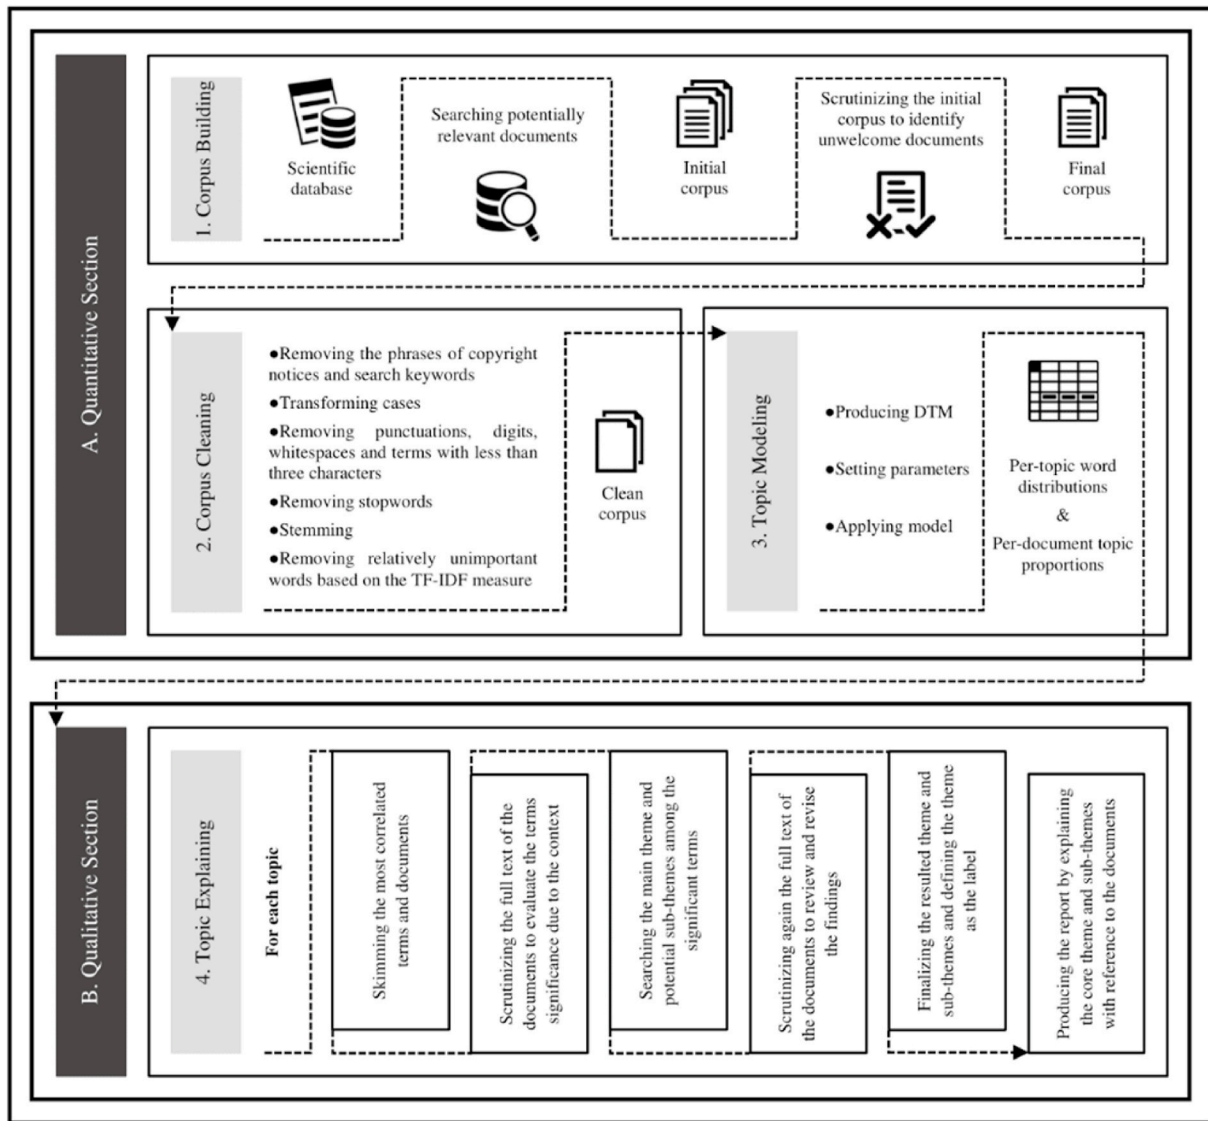 A. Quantitative Section
1. Corpus Building
Scientific
database
Searching potentially
relevant documents
Initial
corpus
Scrutinizing the initial
corpus to identify
unwelcome documents
Final
corpus
2. Corpus Cleaning
●Removing the phrases of copyright
notices and search keywords
●Transforming cases
●Removing punctuations, digits,
whitespaces and terms with less than
three characters
●Removing stopwords
●Stemming
●Removing relatively unimportant
words based on the TF-IDF measure
Clean
corpus
3. Topic Modeling
●Producing DTM
●Setting parameters
●Applying model
Per-topic word
distributions
&
Per-document topic
proportions
B. Qualitative Section
4. Topic Explaining
For each topic
Skimming the most correlated
terms and documents
Scrutinizing the full text of the
documents to evaluate the terms
significance due to the context
Searching the main theme and
potential sub-themes among the
significant terms
Scrutinizing again the full text of
the documents to review and revise
the findings
Finalizing the resulted theme and
sub-themes and defining the theme
as the label
Producing the report by explaining
the core theme and sub-themes
with reference to the documents